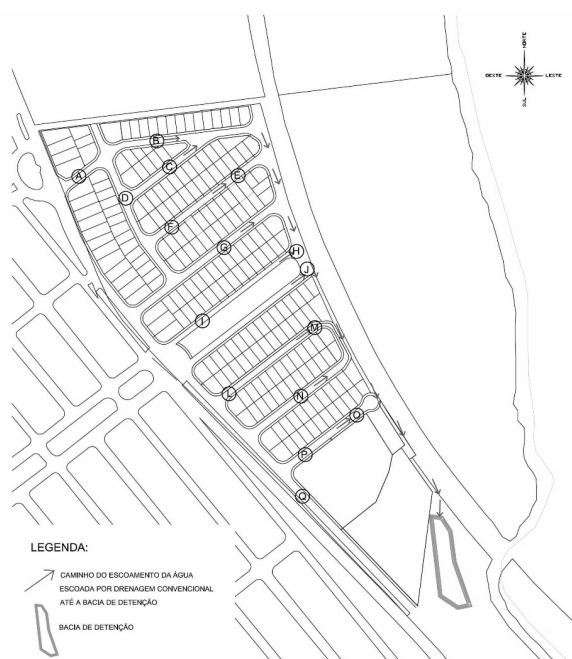 NORTE
OESTE
LESTE
SUL
B
C
A
E
D
F
G
H
J
I
M
L
N
O
P
Q
LEGENDA:
CAMINHO DO ESCOAMENTO DA ÁGUA
ESCOADA POR DRENAGEM CONVENCIONAL
ATÉ A BACIA DE DETENÇÃO
BACIA DE DETENÇÃO